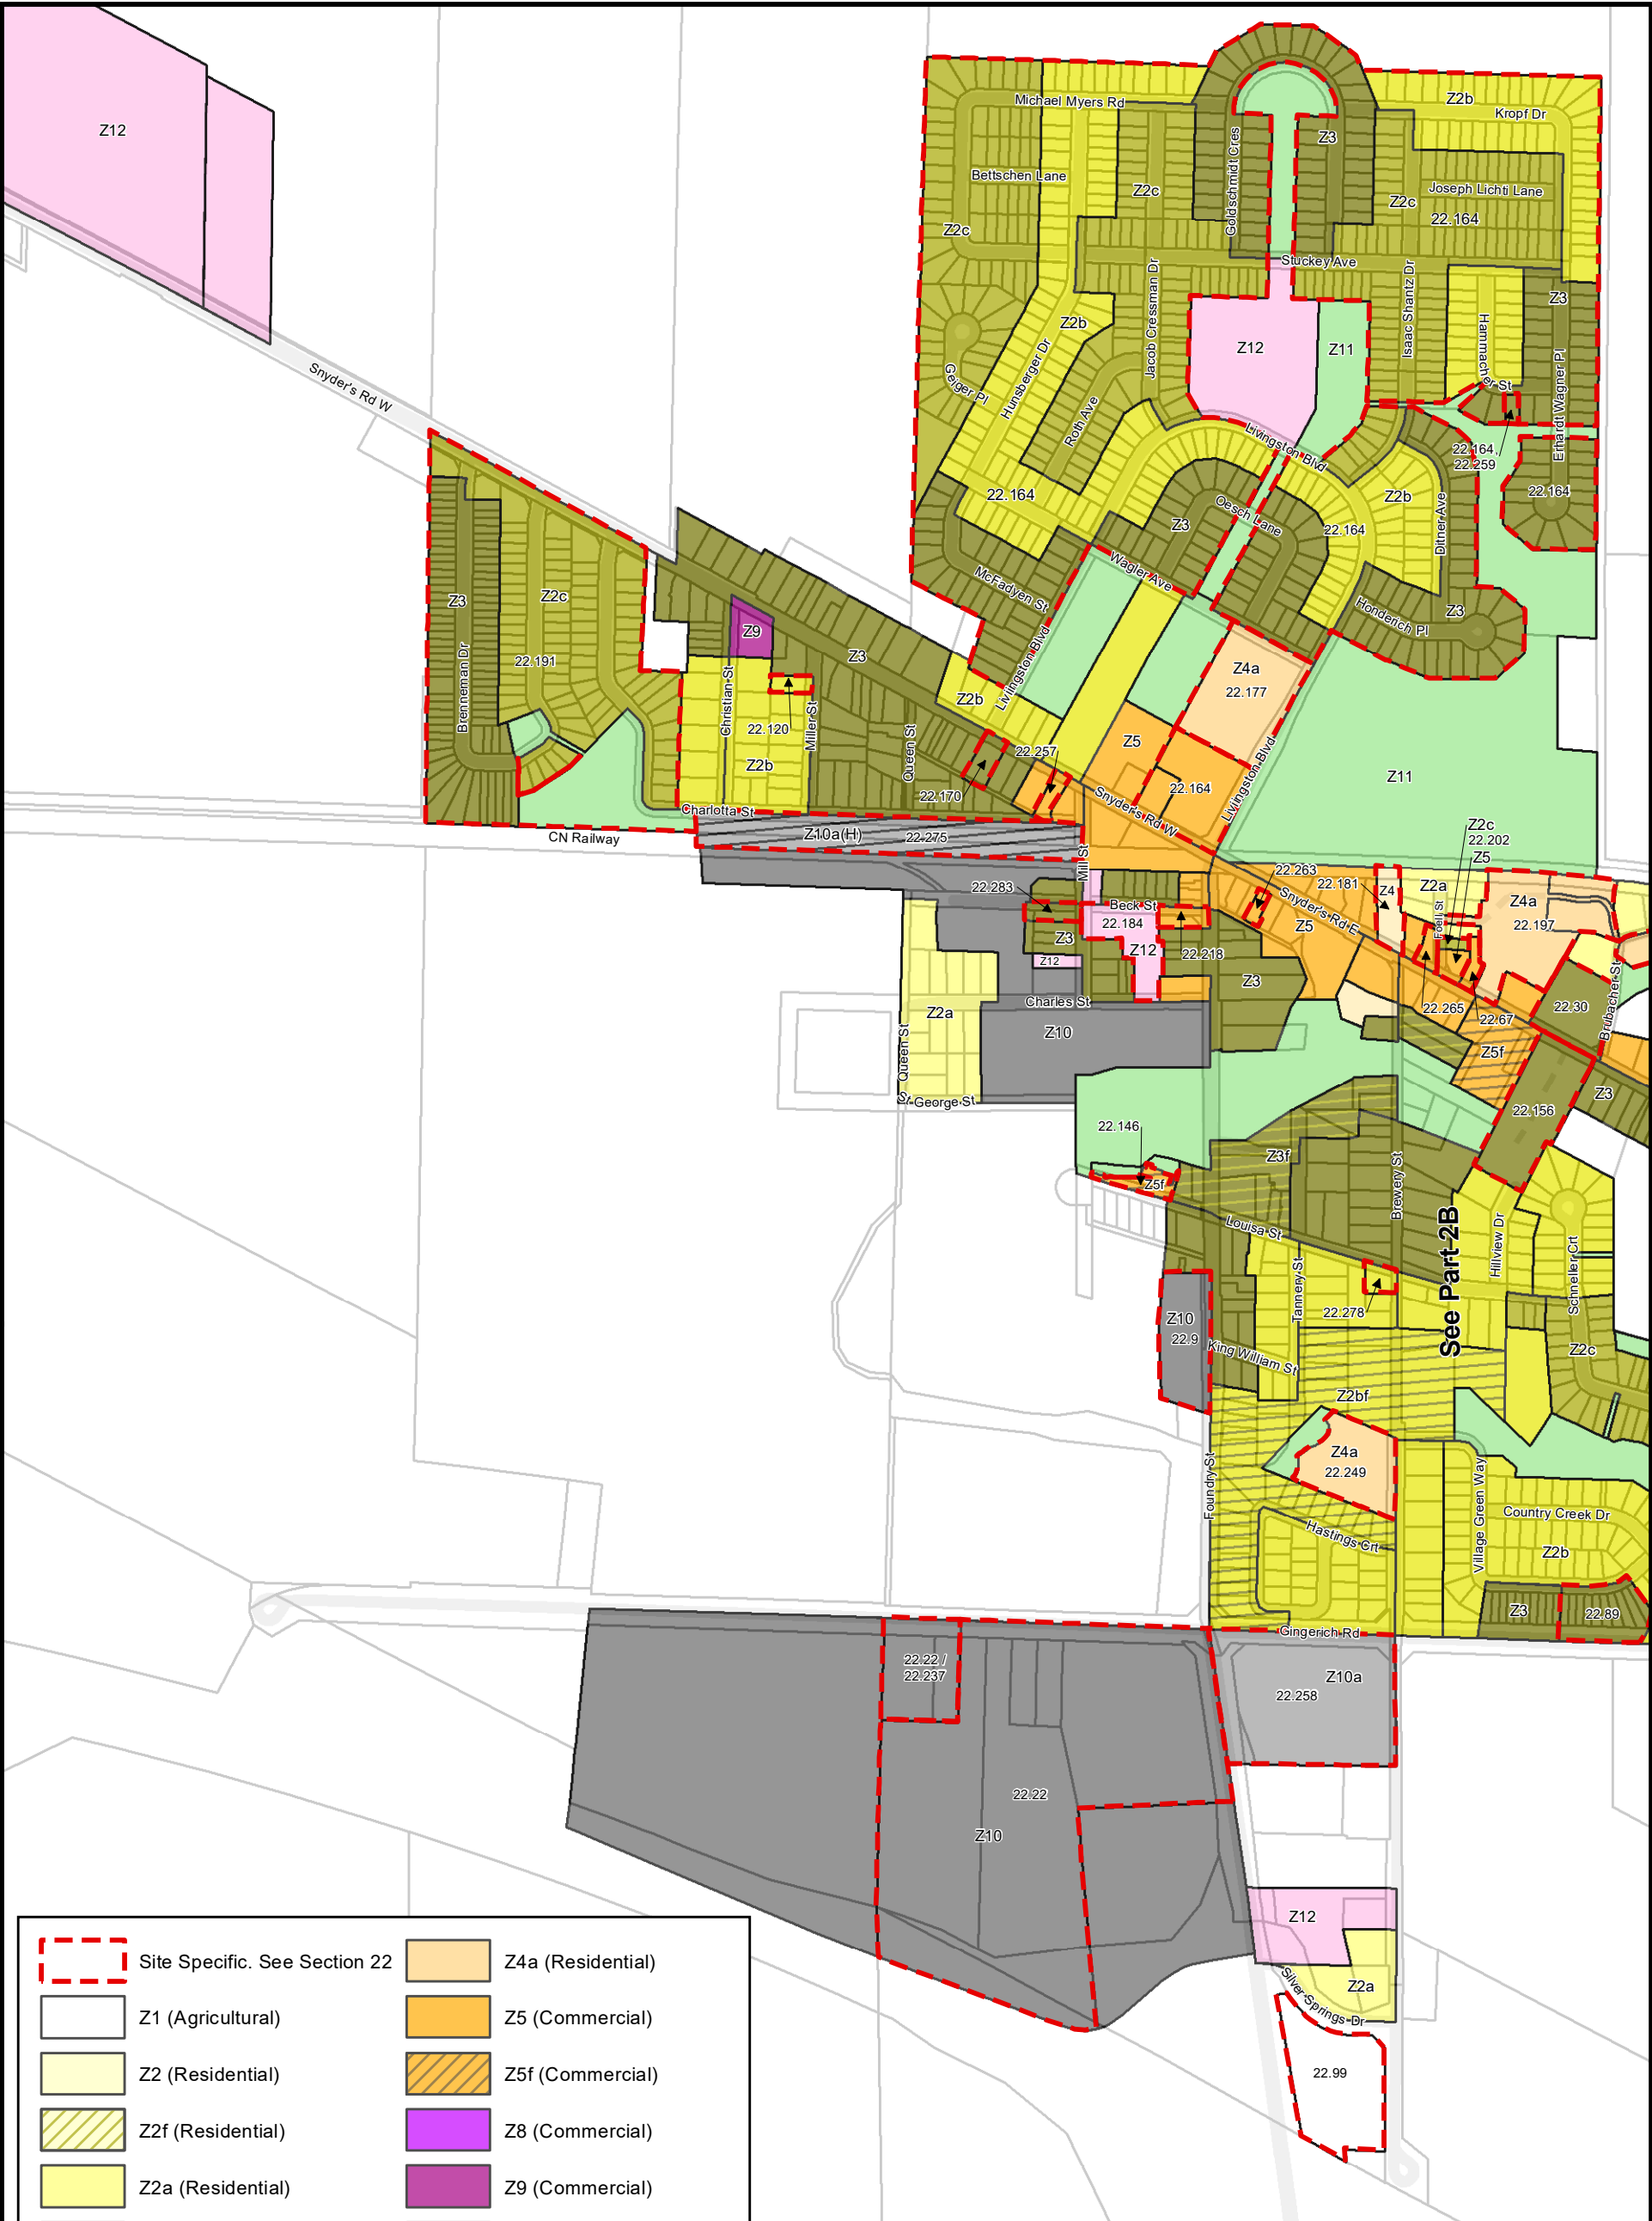 Z12
Snyder's Rd W
Michael Myers Rd
Z2b
Kropf Dr
Goldschmidt Cres
Z3
Bettschen Lane
Z2c
Joseph Lichti Lane
Z2c
22.164
Z2c
Stuckey Ave
Jacob Cressman Dr
Isaac Shantz Dr
Z3
Hammacher St
Z2b
Z12
Z11
Erhardt Wagner Pl
Geiger Pl
Hunsberger Dr
Roth Ave
Livingston Blvd
22.164,
22.259
22.164
22.164
Z2b
Z3
Oesch Lane
22.164
Ditner Ave
Wagler Ave
McFadyen St
Honderich Pl
Z3
Z3
Z2c
22.191
Brenneman Dr
Z9
Z3
Christian St
22.120
Miller St
Z2b
Queen St
22.170
Z2b
Livingston Blvd
22.257
Z4a
22.177
Z5
22.164
Livingston Blvd
Snyder's Rd W
Z11
Charlotta St
CN Railway
Z10a(H)
22.275
Mill St
Z2c
22.202
Z5
22.263
22.181
Z4
Z2a
Z4a
22.197
Foell St
Snyder's Rd E
Z5
22.283
Beck St
22.184
Z3
Z12
Z12
22.218
Z3
22.265
22.67
22.30
Brubacher St
Charles St
Z10
Z2a
Queen St
St George St
Z5f
22.156
Z3
22.146
Z5f
Z3f
Brewery St
Louisa St
See Part 2B
Hillview Dr
Schneller Crt
Tannery St
22.278
Z10
22.9
King William St
Z2c
Z2bf
Z4a
22.249
Foundry St
Village Green Way
Country Creek Dr
Hastings Crt
Z2b
Z3
22.89
Gingerich Rd
22.22 /
22.237
Z10a
22.258
22.22
Z10
Z12
Z2a
Silver Springs Dr
22.99
Site Specific. See Section 22
Z1 (Agricultural)
Z2 (Residential)
Z2f (Residential)
Z2a (Residential)
Z4a (Residential)
Z5 (Commercial)
Z5f (Commercial)
Z8 (Commercial)
Z9 (Commercial)